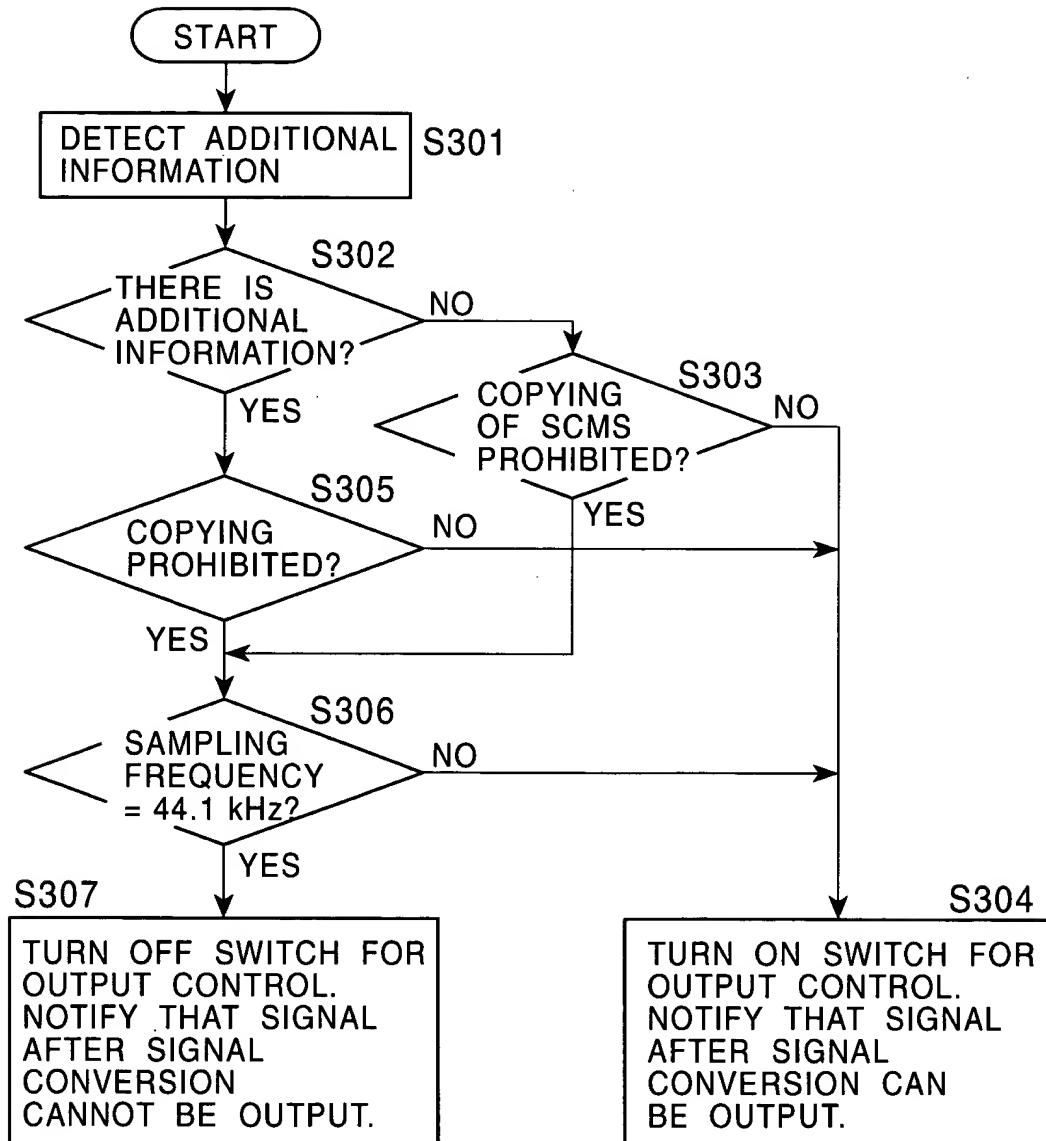 START
DETECT ADDITIONAL
INFORMATION
S301
S302
THERE IS
ADDITIONAL
INFORMATION?
NO
YES
S303
COPYING
OF SCMS
PROHIBITED?
NO
YES
S305
COPYING
PROHIBITED?
NO
YES
S306
SAMPLING
FREQUENCY
= 44.1 kHz?
NO
YES
S307
TURN OFF SWITCH FOR
OUTPUT CONTROL.
NOTIFY THAT SIGNAL
AFTER SIGNAL
CONVERSION
CANNOT BE OUTPUT.
S304
TURN ON SWITCH FOR
OUTPUT CONTROL.
NOTIFY THAT SIGNAL
AFTER SIGNAL
CONVERSION CAN
BE OUTPUT.